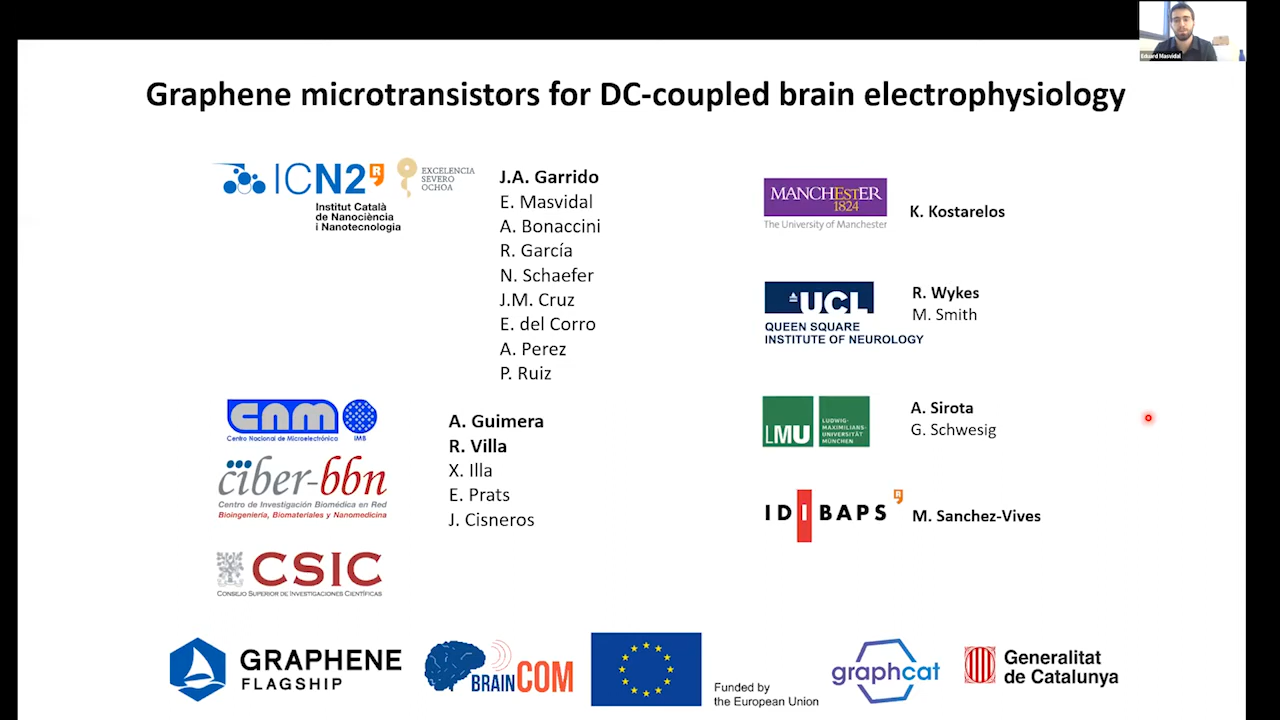 Eduard Masvidal
Graphene microtransistors for DC-coupled brain electrophysiology
ICN2
Institut Català
de Nanociència
i Nanotecnologia
EXCELENCIA
SEVERO
OCHOA
J.A. Garrido
E. Masvidal
A. Bonaccini
R. García
N. Schaefer
J.M. Cruz
E. del Corro
A. Perez
P. Ruiz
cnm
Centro Nacional de Microelectrónica
IMB
ciber-bbn
Centro de Investigación Biomédica en Red
Bioingeniería, Biomateriales y Nanomedicina
CSIC
CONSEJO SUPERIOR DE INVESTIGACIONES CIENTÍFICAS
A. Guimera
R. Villa
X. Illa
E. Prats
J. Cisneros
MANCHESTER
1824
The University of Manchester
K. Kostarelos
UCL
QUEEN SQUARE
INSTITUTE OF NEUROLOGY
R. Wykes
M. Smith
LMU
LUDWIG-
MAXIMILIANS-
UNIVERSITÄT
MÜNCHEN
A. Sirota
G. Schwesig
IDIBAPS
M. Sanchez-Vives
GRAPHENE
FLAGSHIP
BRAINCOM
Funded by
the European Union
graphcat
Generalitat
de Catalunya